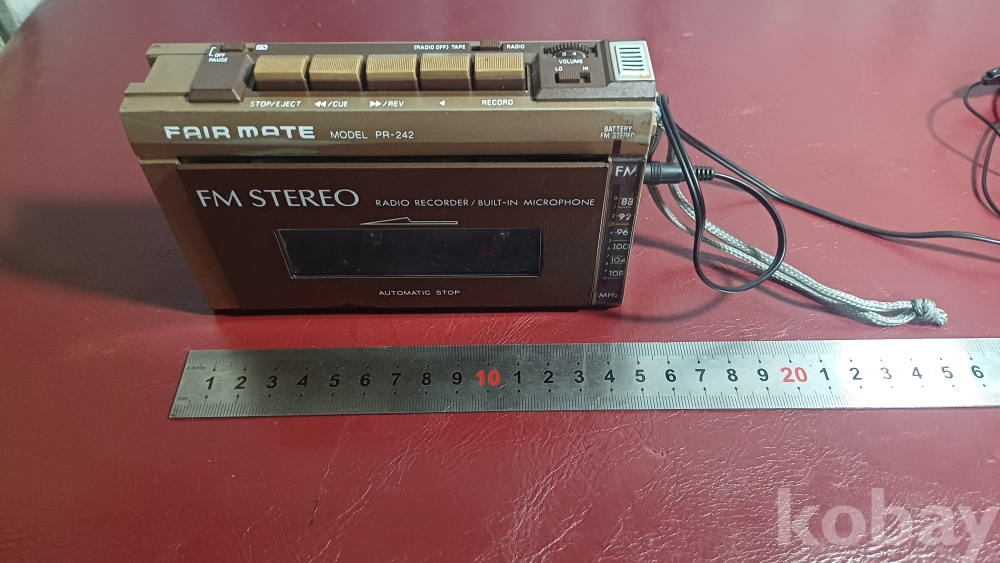 ON
OFF
PAUSE
(RADIO OFF) TAPE
RADIO
8 4
VOLUME
LO HI
STOP/EJECT ◀◀/CUE ▶▶/REV ◀ RECORD
FAIR MATE MODEL PR-242
BATTERY
FM STEREO
FM STEREO RADIO RECORDER/BUILT-IN MICROPHONE
AUTOMATIC STOP
FM
88
92
96
100
104
108
MHz
1 2 3 4 5 6 7 8 9 10 1 2 3 4 5 6 7 8 9 20 1 2 3 4 5 6
kobay